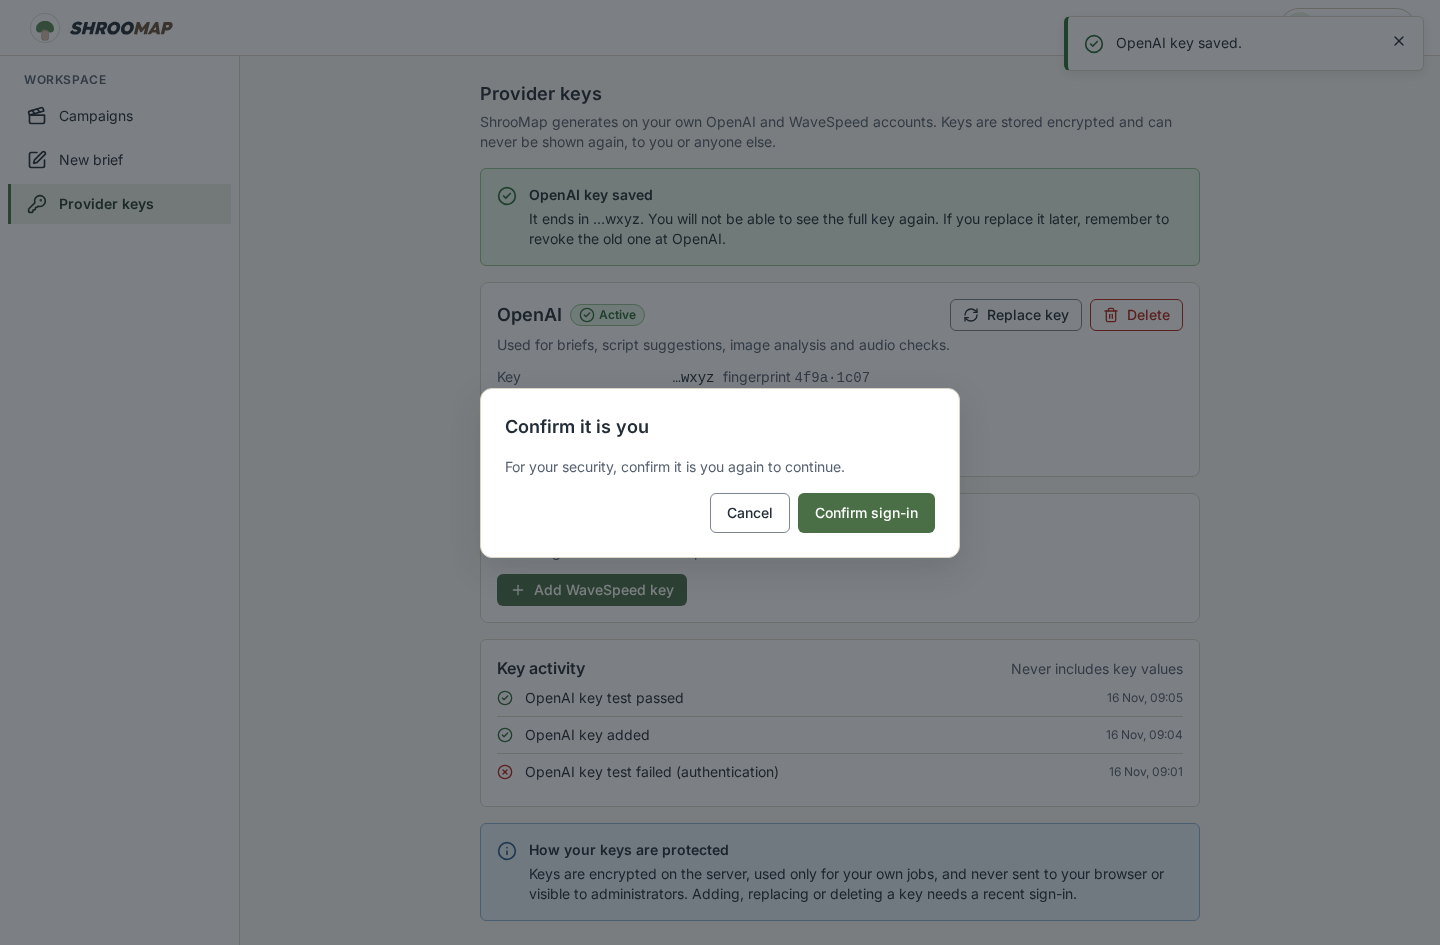 SHROOMAP
OpenAI key saved.
WORKSPACE
Campaigns
New brief
Provider keys
Provider keys
ShrooMap generates on your own OpenAI and WaveSpeed accounts. Keys are stored encrypted and can
never be shown again, to you or anyone else.
OpenAI key saved
It ends in ...wxyz. You will not be able to see the full key again. If you replace it later, remember to
revoke the old one at OpenAI.
OpenAI Active Replace key Delete
Used for briefs, script suggestions, image analysis and audio checks.
Key …wxyz fingerprint 4f9a·1c07
Confirm it is you
For your security, confirm it is you again to continue.
Cancel Confirm sign-in
Add WaveSpeed key
Key activity Never includes key values
OpenAI key test passed 16 Nov, 09:05
OpenAI key added 16 Nov, 09:04
OpenAI key test failed (authentication) 16 Nov, 09:01
How your keys are protected
Keys are encrypted on the server, used only for your own jobs, and never sent to your browser or
visible to administrators. Adding, replacing or deleting a key needs a recent sign-in.